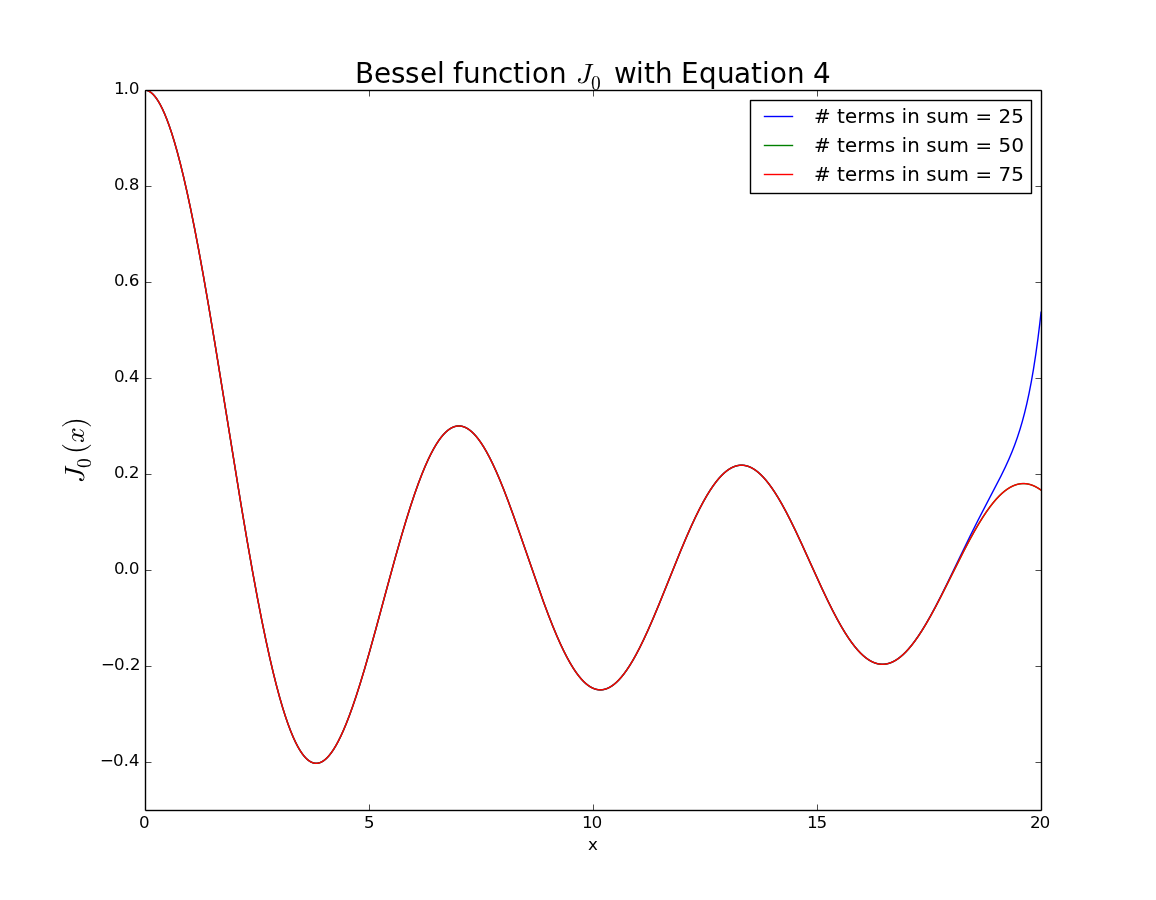 Bessel function J₀ with Equation 4
# terms in sum = 25
# terms in sum = 50
# terms in sum = 75
1.0
0.8
0.6
0.4
0.2
0.0
−0.2
−0.4
J₀(x)
0 5 10 15 20
x